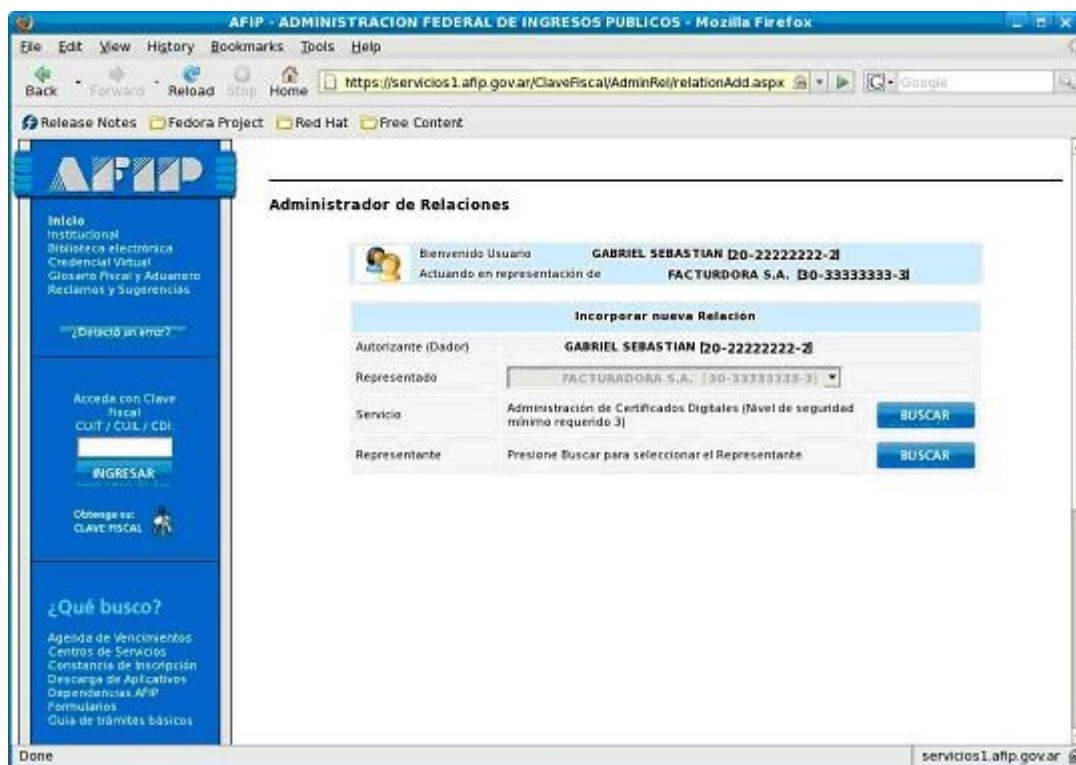 AFIP - ADMINISTRACION FEDERAL DE INGRESOS PUBLICOS - Mozilla Firefox
File Edit View History Bookmarks Tools Help
Back Forward Reload Stop Home https://servicios1.afip.gov.ar/ClaveFiscal/AdminRel/relationAdd.aspx Google
Release Notes Fedora Project Red Hat Free Content
AFIP
Inicio
Institucional
Biblioteca electrónica
Credencial Virtual
Glosario Fiscal y Aduanero
Reclamos y Sugerencias
¿Detectó un error?
Acceda con Clave
Fiscal
CUIT / CUIL / CDI:
INGRESAR
Obtenga su:
CLAVE FISCAL
¿Qué busco?
Agenda de Vencimientos
Centros de Servicios
Constancia de Inscripción
Descarga de Aplicativos
Dependencias AFIP
Formularios
Guía de trámites básicos
Administrador de Relaciones
Bienvenido Usuario GABRIEL SEBASTIAN [20-22222222-2]
Actuando en representación de FACTURDORA S.A. [30-33333333-3]
Incorporar nueva Relación
Autorizante (Dador) GABRIEL SEBASTIAN [20-22222222-2]
Representado FACTURADORA S.A. [30-33333333-3]
Servicio Administración de Certificados Digitales (Nivel de seguridad
mínimo requerido 3) BUSCAR
Representante Presione Buscar para seleccionar el Representante BUSCAR
Done servicios1.afip.gov.ar